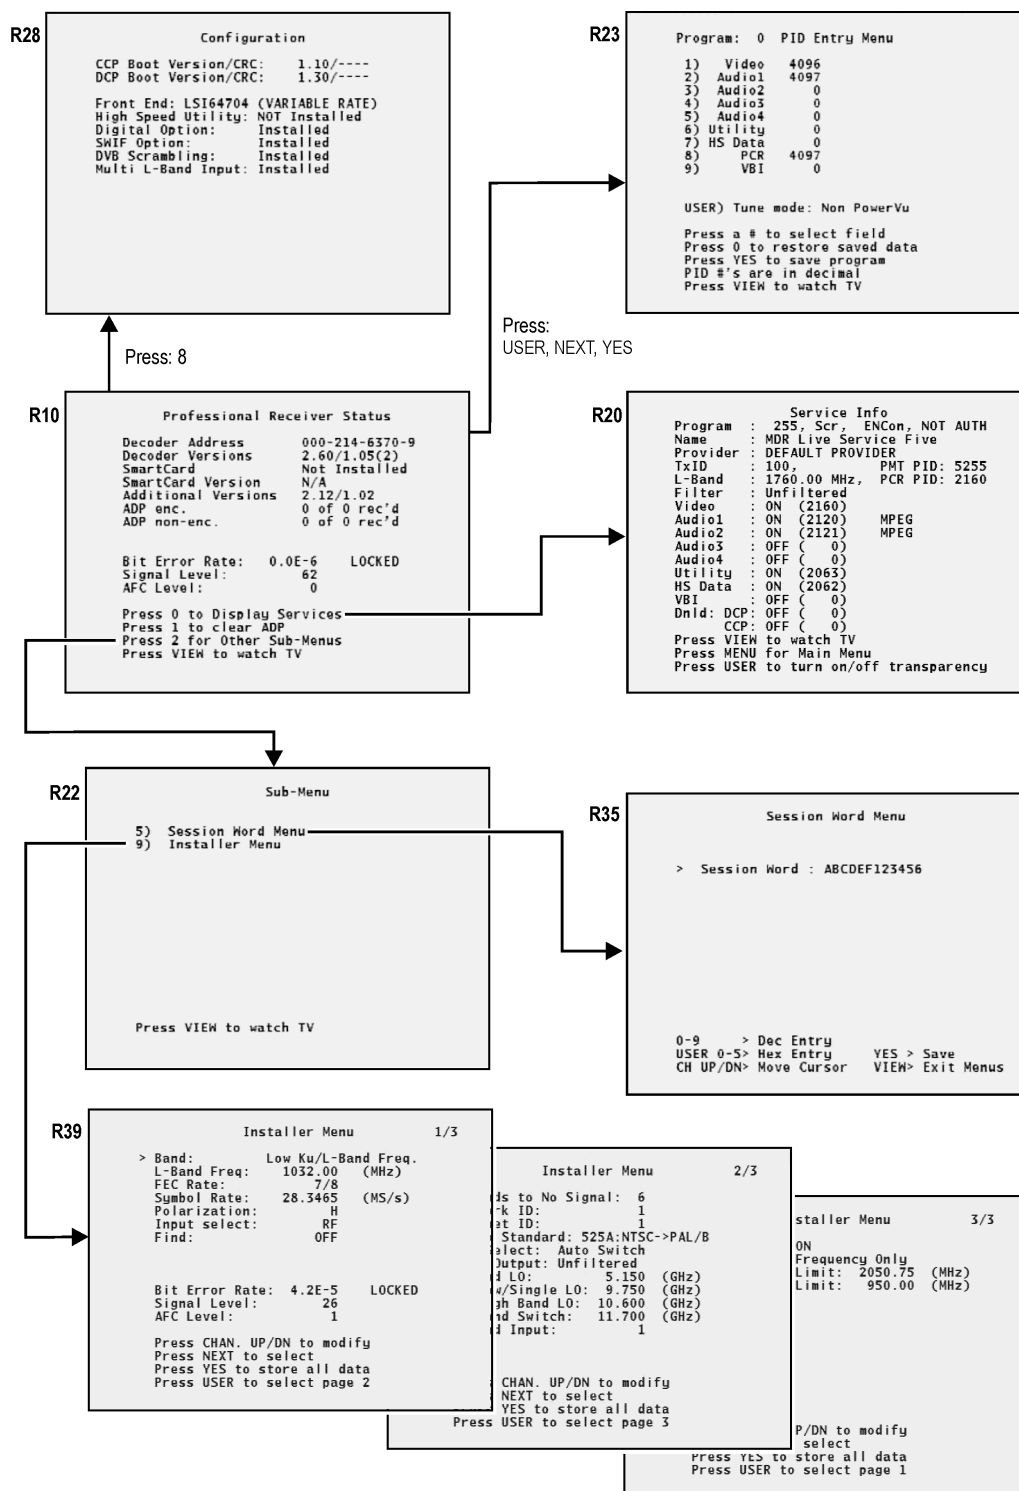 R28
Configuration
CCP Boot Version/CRC: 1.10/----
DCP Boot Version/CRC: 1.30/----
Front End: LSI64704 (VARIABLE RATE)
High Speed Utility: NOT Installed
Digital Option: Installed
SWIF Option: Installed
DVB Scrambling: Installed
Multi L-Band Input: Installed
R23
Program: 0 PID Entry Menu
1) Video 4096
2) Audio1 4097
3) Audio2 0
4) Audio3 0
5) Audio4 0
6) Utility 0
7) HS Data 0
8) PCR 4097
9) VBI 0
USER) Tune mode: Non PowerVu
Press a # to select field
Press 0 to restore saved data
Press YES to save program
PID #'s are in decimal
Press VIEW to watch TV
Press: 8
Press:
USER, NEXT, YES
R10
Professional Receiver Status
Decoder Address 000-214-6370-9
Decoder Versions 2.60/1.05(2)
SmartCard Not Installed
SmartCard Version N/A
Additional Versions 2.12/1.02
ADP enc. 0 of 0 rec'd
ADP non-enc. 0 of 0 rec'd
Bit Error Rate: 0.0E-6 LOCKED
Signal Level: 62
AFC Level: 0
Press 0 to Display Services
Press 1 to clear ADP
Press 2 for Other Sub-Menus
Press VIEW to watch TV
R20
Service Info
Program : 255, Scr, ENCon, NOT AUTH
Name : MDR Live Service Five
Provider : DEFAULT PROVIDER
TxID : 100, PMT PID: 5255
L-Band : 1760.00 MHz, PCR PID: 2160
Filter : Unfiltered
Video : ON (2160)
Audio1 : ON (2120) MPEG
Audio2 : ON (2121) MPEG
Audio3 : OFF ( 0)
Audio4 : OFF ( 0)
Utility : ON (2063)
HS Data : ON (2062)
VBI : OFF ( 0)
Dnld: DCP: OFF ( 0)
CCP: OFF ( 0)
Press VIEW to watch TV
Press MENU for Main Menu
Press USER to turn on/off transparency
R22
Sub-Menu
5) Session Word Menu
9) Installer Menu
Press VIEW to watch TV
R35
Session Word Menu
> Session Word : ABCDEF123456
0-9 > Dec Entry
USER 0-5> Hex Entry YES > Save
CH UP/DN> Move Cursor VIEW> Exit Menus
R39
Installer Menu 1/3
> Band: Low Ku/L-Band Freq.
L-Band Freq: 1032.00 (MHz)
FEC Rate: 7/8
Symbol Rate: 28.3465 (MS/s)
Polarization: H
Input select: RF
Find: OFF
Bit Error Rate: 4.2E-5 LOCKED
Signal Level: 26
AFC Level: 1
Press CHAN. UP/DN to modify
Press NEXT to select
Press YES to store all data
Press USER to select page 2
Installer Menu 2/3
ds to No Signal: 6
rk ID: 1
et ID: 1
Standard: 525A:NTSC->PAL/B
elect: Auto Switch
Output: Unfiltered
d LO: 5.150 (GHz)
w/Single LO: 9.750 (GHz)
gh Band LO: 10.600 (GHz)
nd Switch: 11.700 (GHz)
d Input: 1
CHAN. UP/DN to modify
NEXT to select
YES to store all data
Press USER to select page 3
staller Menu 3/3
ON
Frequency Only
Limit: 2050.75 (MHz)
Limit: 950.00 (MHz)
P/DN to modify
select
Press YES to store all data
Press USER to select page 1